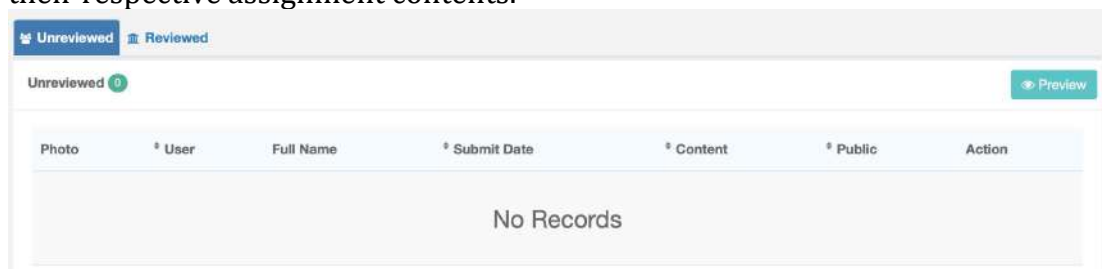 their respective assignment contents.
Unreviewed Reviewed
Unreviewed 0 Preview
Photo User Full Name Submit Date Content Public Action
No Records